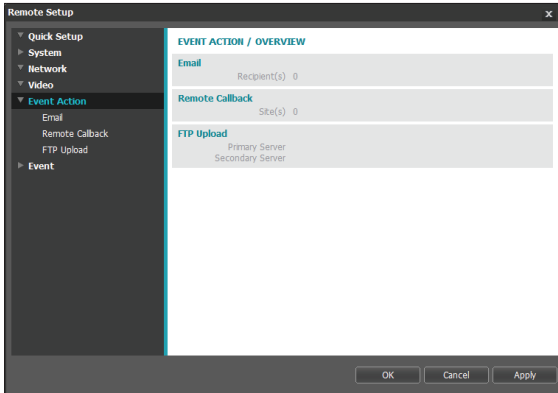 Remote Setup x
Quick Setup
System
Network
Video
Event Action
Email
Remote Calback
FTP Upload
Event
EVENT ACTION / OVERVIEW
Email
Recipient(s) 0
Remote Callback
Site(s) 0
FTP Upload
Primary Server
Secondary Server
OK Cancel Apply